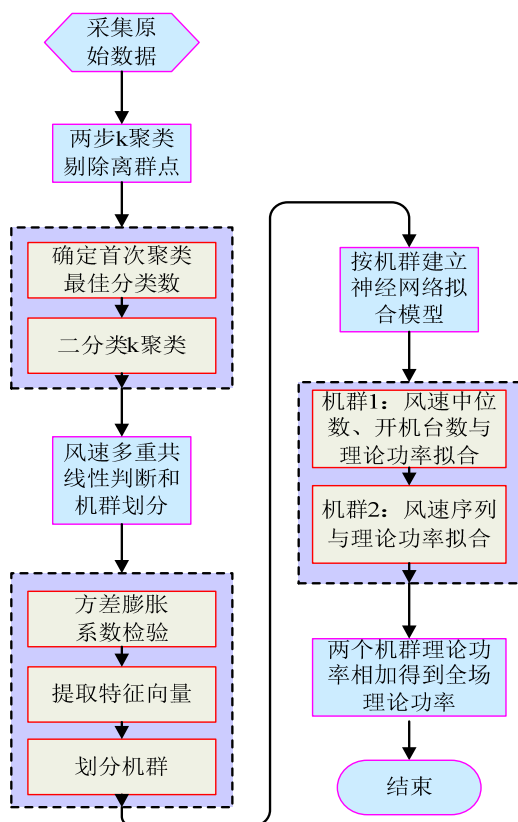 采集原
始数据
两步k聚类
剔除离群点
确定首次聚类
最佳分类数
二分类k聚类
风速多重共
线性判断和
机群划分
方差膨胀
系数检验
提取特征向量
划分机群
按机群建立
神经网络拟
合模型
机群1：风速中位
数、开机台数与
理论功率拟合
机群2：风速序列
与理论功率拟合
两个机群理论功
率相加得到全场
理论功率
结束